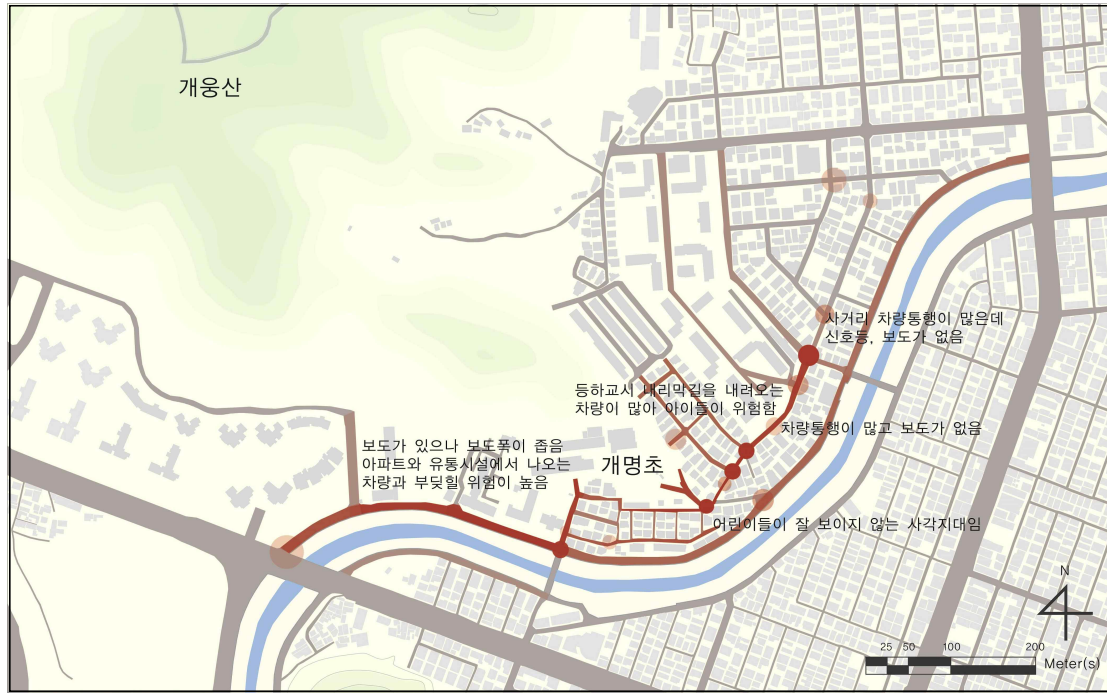 개웅산
사거리 차량통행이 많은데
신호등, 보도가 없음
등하교시 내리막길을 내려오는
차량이 많아 아이들이 위험함
차량통행이 많고 보도가 없음
보도가 있으나 보도폭이 좁음
아파트와 유통시설에서 나오는
차량과 부딪힐 위험이 높음
개명초
어린이들이 잘 보이지 않는 사각지대임
N
25 50 100 200
Meter(s)